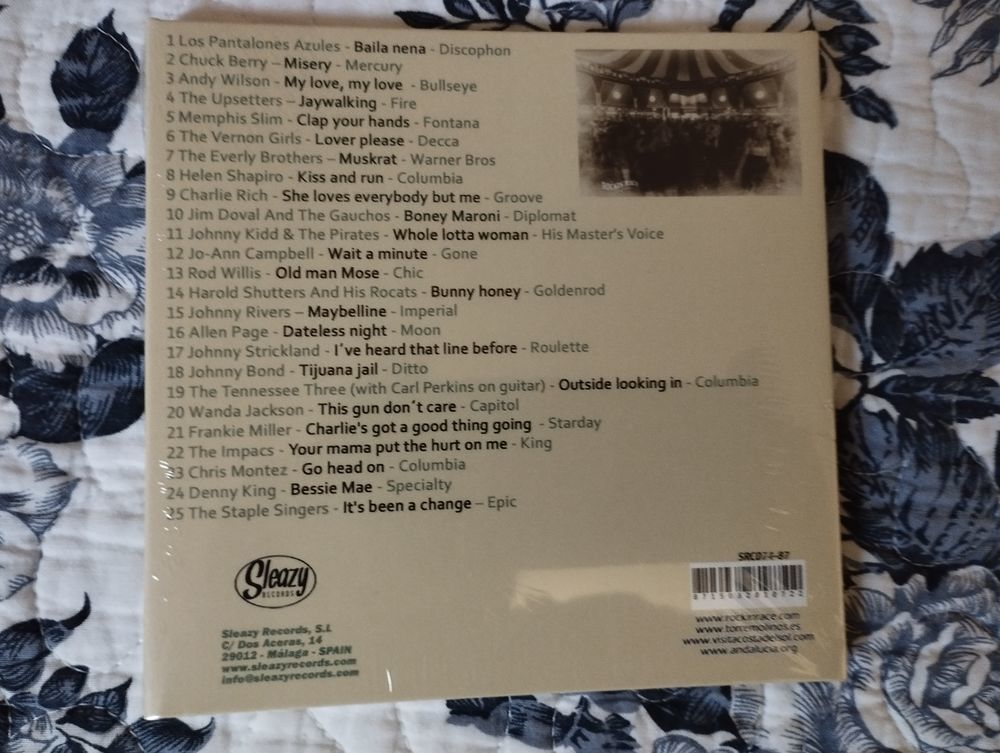 1 Los Pantalones Azules - Baila nena - Discophon
2 Chuck Berry – Misery - Mercury
3 Andy Wilson - My love, my love - Bullseye
4 The Upsetters – Jaywalking - Fire
5 Memphis Slim - Clap your hands - Fontana
6 The Vernon Girls - Lover please - Decca
7 The Everly Brothers – Muskrat - Warner Bros
8 Helen Shapiro - Kiss and run - Columbia
9 Charlie Rich - She loves everybody but me - Groove
10 Jim Doval And The Gauchos - Boney Maroni - Diplomat
11 Johnny Kidd & The Pirates - Whole lotta woman - His Master's Voice
12 Jo-Ann Campbell - Wait a minute - Gone
13 Rod Willis - Old man Mose - Chic
14 Harold Shutters And His Rocats - Bunny honey - Goldenrod
15 Johnny Rivers – Maybelline - Imperial
16 Allen Page - Dateless night - Moon
17 Johnny Strickland - I´ve heard that line before - Roulette
18 Johnny Bond - Tijuana jail - Ditto
19 The Tennessee Three (with Carl Perkins on guitar) - Outside looking in - Columbia
20 Wanda Jackson - This gun don´t care - Capitol
21 Frankie Miller - Charlie's got a good thing going - Starday
22 The Impacs - Your mama put the hurt on me - King
23 Chris Montez - Go head on - Columbia
24 Denny King - Bessie Mae - Specialty
25 The Staple Singers - It's been a change – Epic
Sleazy
RECORDS
Sleazy Records, S.L
C/ Dos Aceras, 14
29012 - Málaga - SPAIN
www.sleazyrecords.com
info@sleazyrecords.com
www.rockinrace.com
www.torremolinos.es
www.visitacostadelsol.com
www.andalucia.org